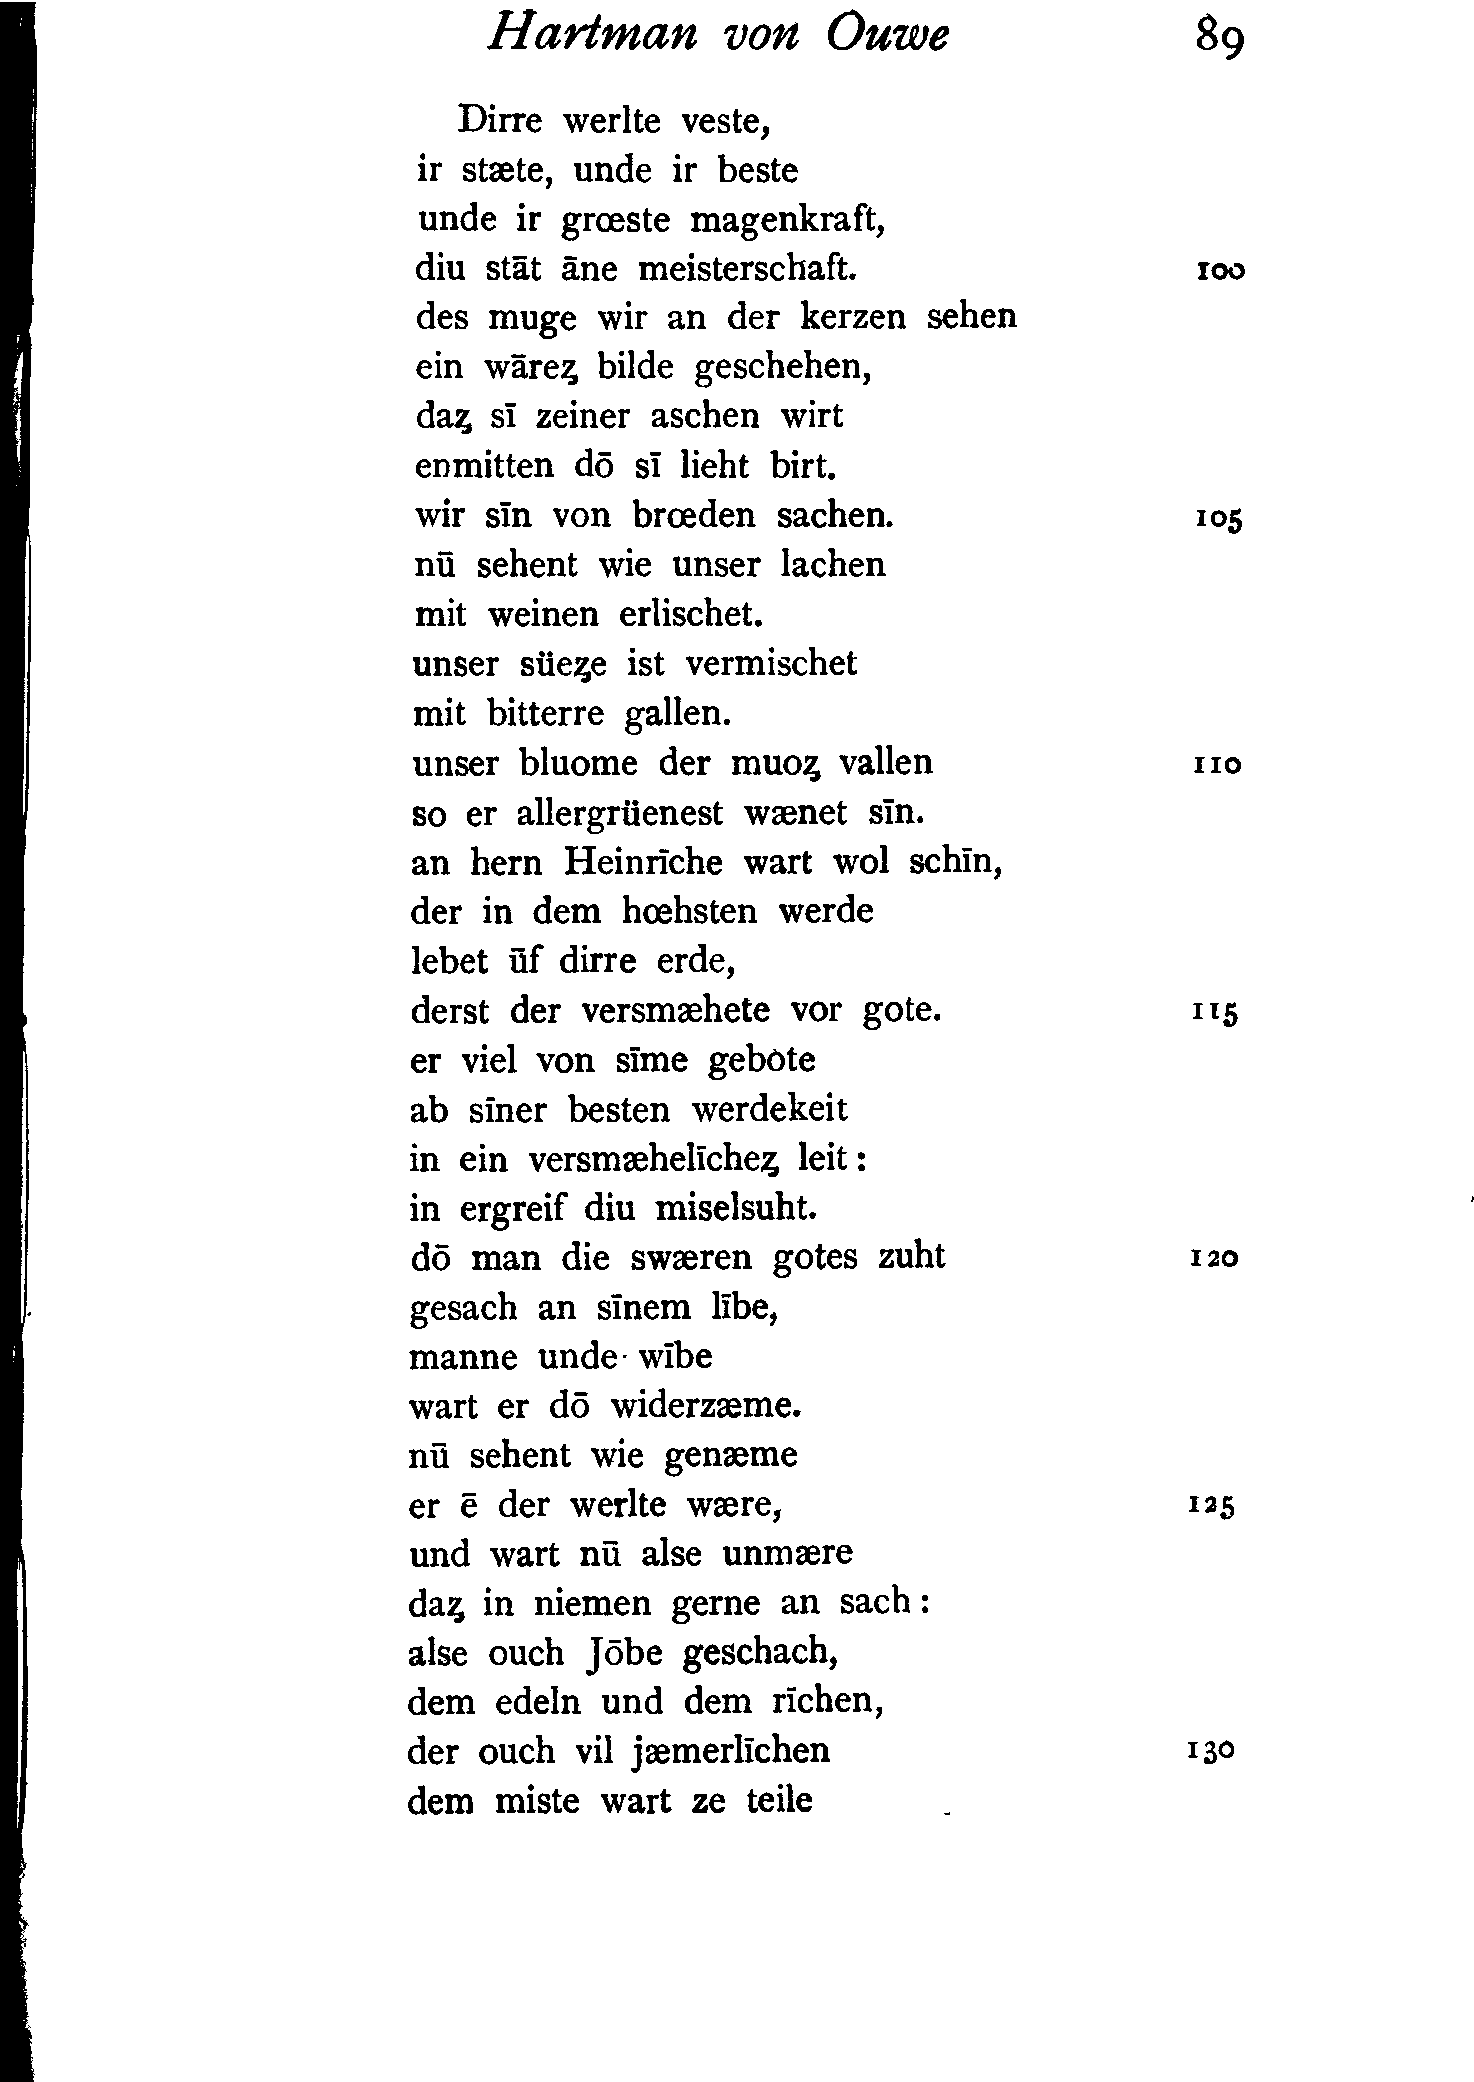 Hartman von Ouwe 89
Dirre werlte veste,
ir stæte, unde ir beste
unde ir grœste magenkraft,
diu stāt āne meisterschaft. 100
des muge wir an der kerzen sehen
ein wāreȥ bilde geschehen,
daȥ sī zeiner aschen wirt
enmitten dō sī lieht birt.
wir sīn von brœden sachen. 105
nū sehent wie unser lachen
mit weinen erlischet.
unser süeȥe ist vermischet
mit bitterre gallen.
unser bluome der muoȥ vallen 110
so er allergrüenest wænet sīn.
an hern Heinrīche wart wol schīn,
der in dem hœhsten werde
lebet ūf dirre erde,
derst der versmæhete vor gote. 115
er viel von sīme gebote
ab sīner besten werdekeit
in ein versmæhelīcheȥ leit:
in ergreif diu miselsuht.
dō man die swæren gotes zuht 120
gesach an sīnem lībe,
manne unde wībe
wart er dō widerzæme.
nū sehent wie genæme
er ē der werlte wære, 125
und wart nū alse unmære
daȥ in niemen gerne an sach:
alse ouch Jōbe geschach,
dem edeln und dem rīchen,
der ouch vil jæmerlīchen 130
dem miste wart ze teile